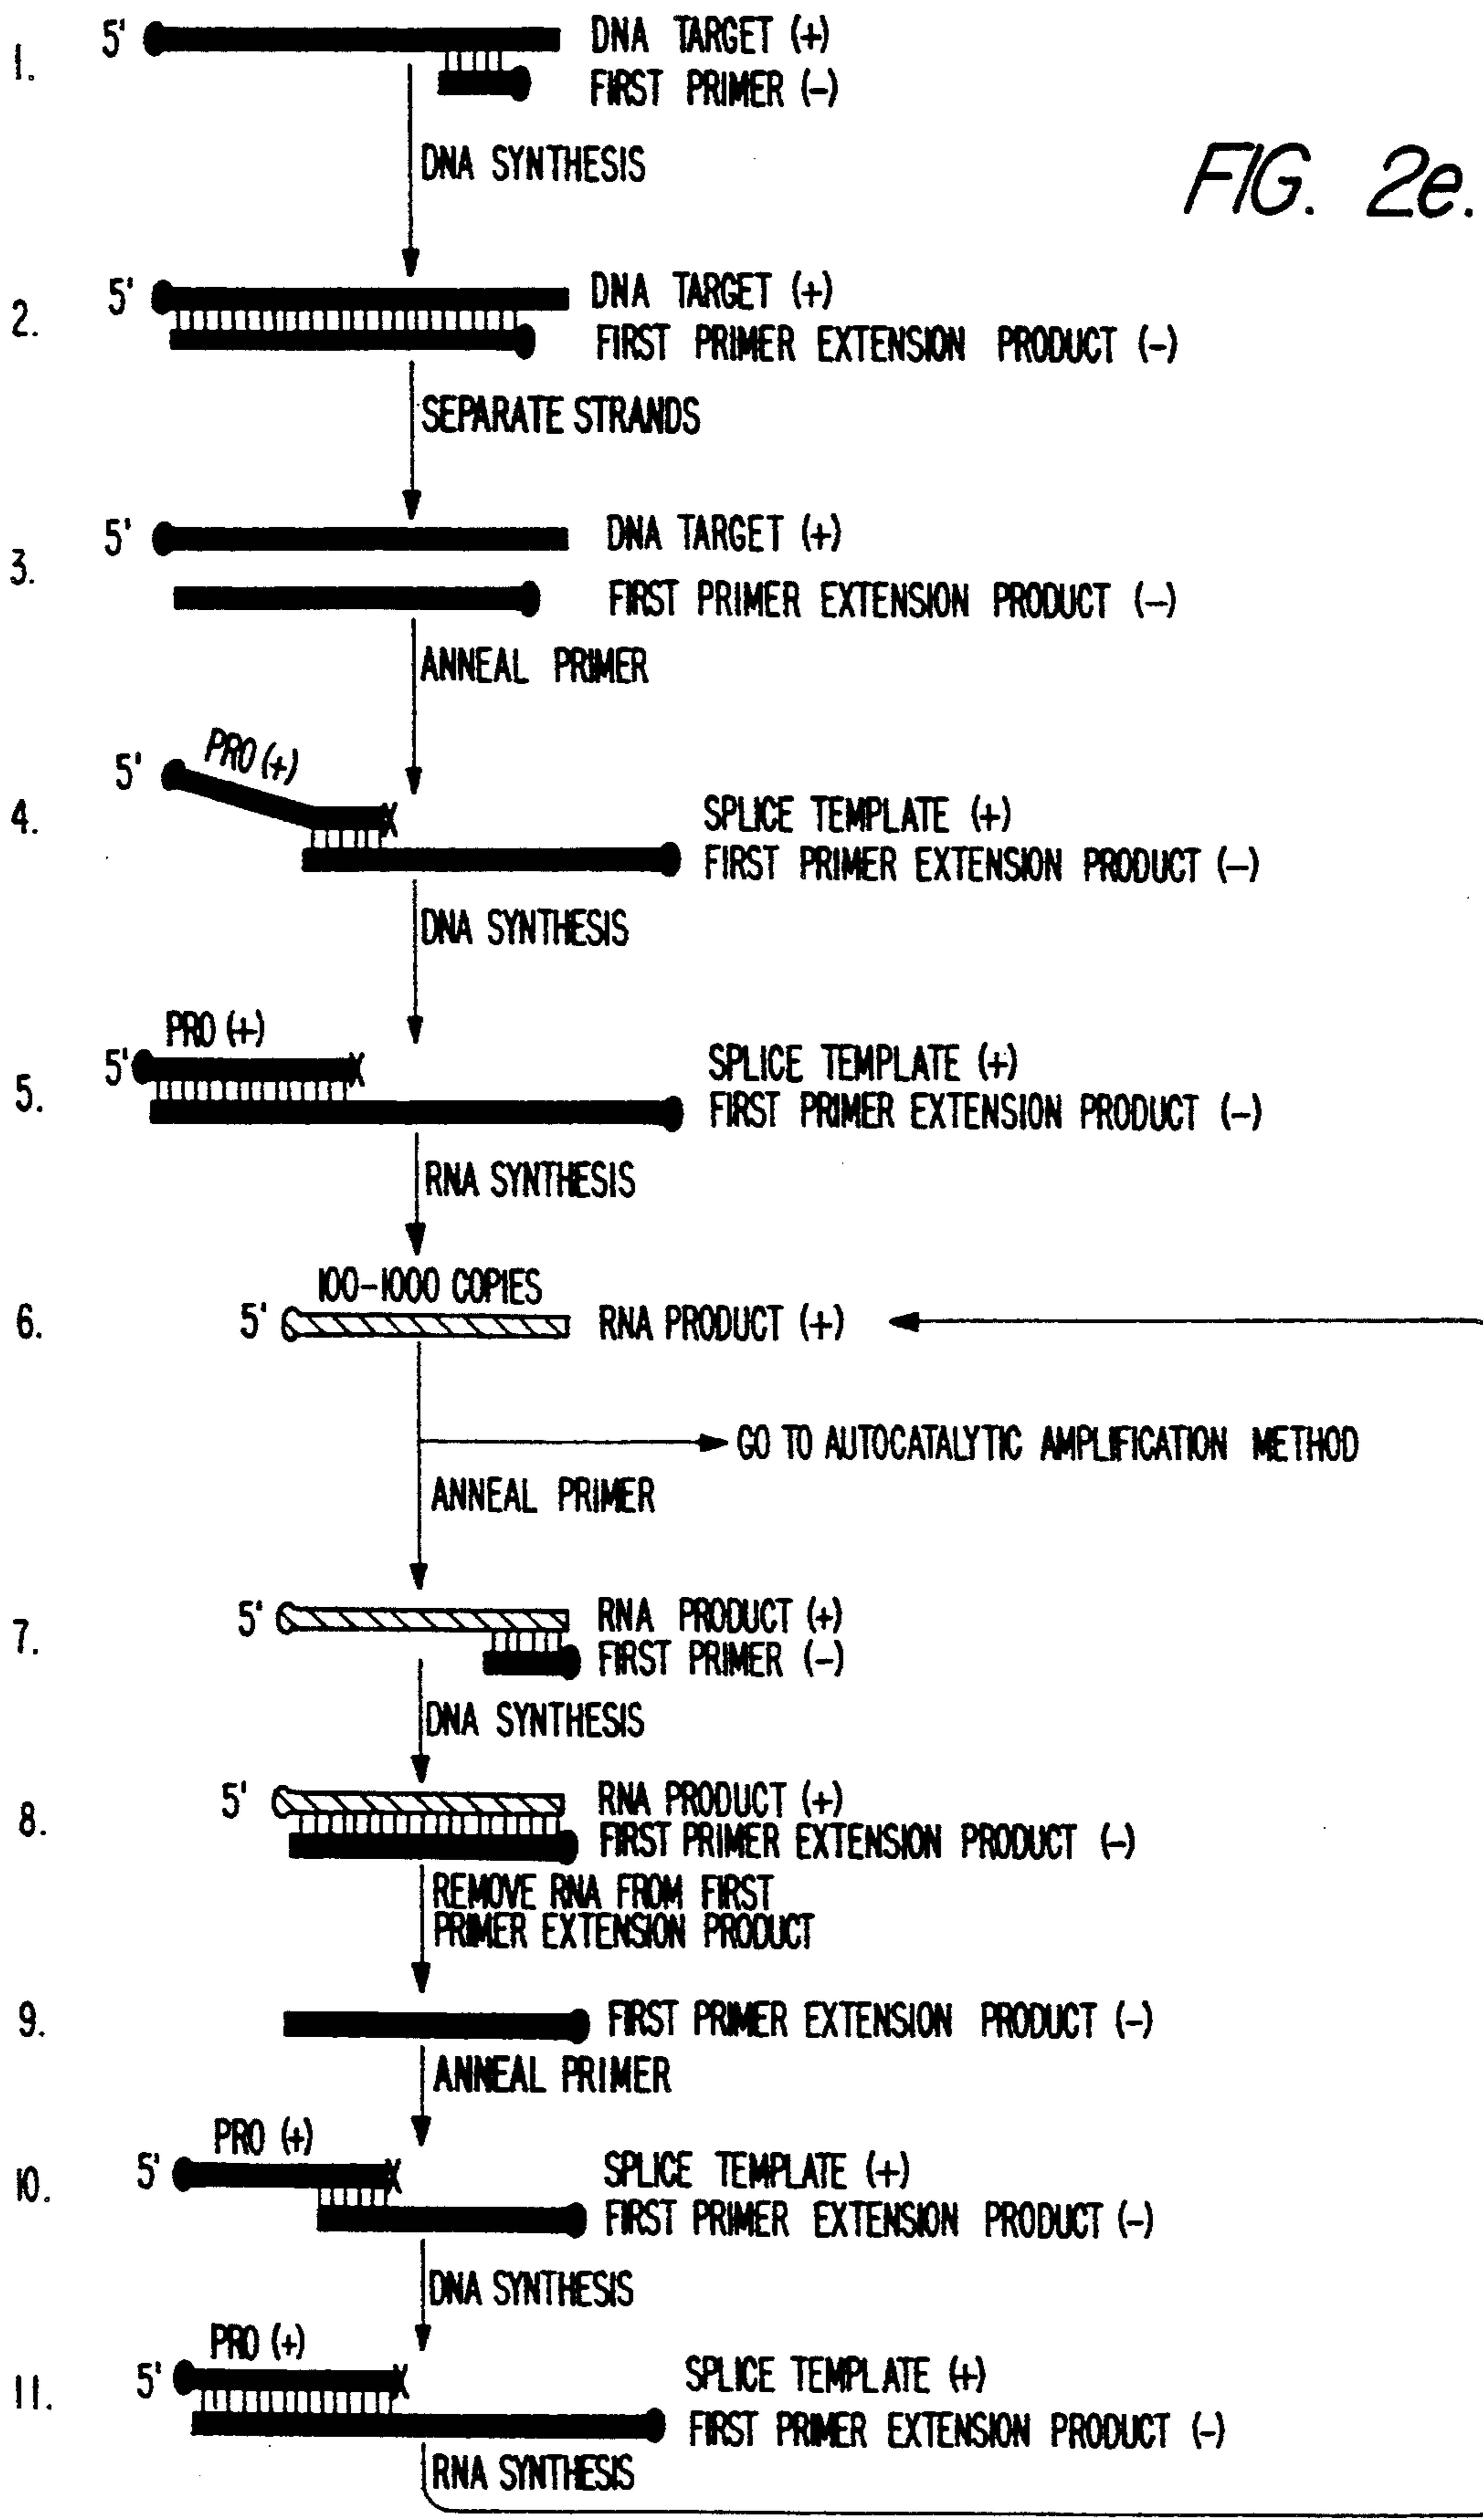 FIG. 2e.
1.
5'
DNA TARGET (+)
FIRST PRIMER (-)
DNA SYNTHESIS
2.
5'
DNA TARGET (+)
FIRST PRIMER EXTENSION PRODUCT (-)
SEPARATE STRANDS
3.
5'
DNA TARGET (+)
FIRST PRIMER EXTENSION PRODUCT (-)
ANNEAL PRIMER
4.
5'
PRO (+)
X
SPLICE TEMPLATE (+)
FIRST PRIMER EXTENSION PRODUCT (-)
DNA SYNTHESIS
5.
PRO (+)
5'
X
SPLICE TEMPLATE (+)
FIRST PRIMER EXTENSION PRODUCT (-)
RNA SYNTHESIS
100-1000 COPIES
6.
5'
RNA PRODUCT (+)
GO TO AUTOCATALYTIC AMPLIFICATION METHOD
ANNEAL PRIMER
7.
5'
RNA PRODUCT (+)
FIRST PRIMER (-)
DNA SYNTHESIS
8.
5'
RNA PRODUCT (+)
FIRST PRIMER EXTENSION PRODUCT (-)
REMOVE RNA FROM FIRST
PRIMER EXTENSION PRODUCT
9.
FIRST PRIMER EXTENSION PRODUCT (-)
ANNEAL PRIMER
PRO (+)
10.
5'
X
SPLICE TEMPLATE (+)
FIRST PRIMER EXTENSION PRODUCT (-)
DNA SYNTHESIS
PRO (+)
11.
5'
X
SPLICE TEMPLATE (+)
FIRST PRIMER EXTENSION PRODUCT (-)
RNA SYNTHESIS